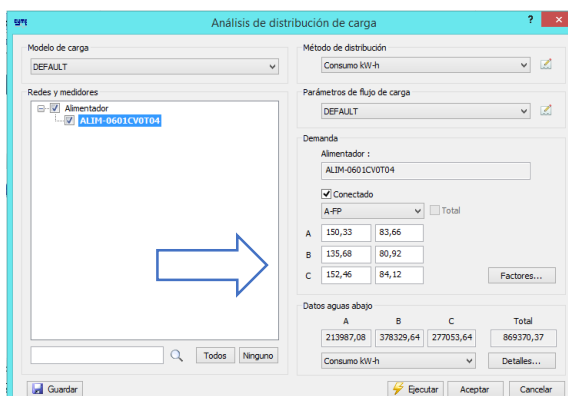 Análisis de distribución de carga
? ×
Modelo de carga
DEFAULT
Redes y medidores
Alimentador
ALIM-0601CV0T04
Todos Ninguno
Guardar
Método de distribución
Consumo kW-h
Parámetros de flujo de carga
DEFAULT
Demanda
Alimentador :
ALIM-0601CV0T04
Conectado
A-FP Total
A 150,33 83,66
B 135,68 80,92
C 152,46 84,12
Factores...
Datos aguas abajo
A B C Total
213987,08 378329,64 277053,64 869370,37
Consumo kW-h Detalles...
Ejecutar Aceptar Cancelar